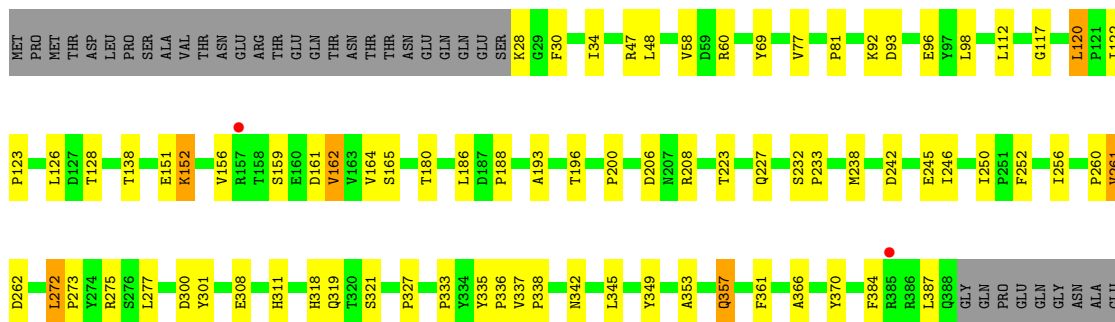 MET PRO MET THR ASP LEU PRO SER ALA VAL THR ASN GLU ARG THR GLU GLN THR ASN THR THR ASN GLU GLN GLN GLU SER K28 G29 F30 I34 R47 L48 V58 D59 R60 Y69 V77 P81 K92 D93 E96 Y97 L98 L112 G117 L120 P121
P123 L126 D127 T128 T138 E151 K152 V156 R157 T158 S159 E160 D161 V162 V163 V164 S165 T180 L186 D187 P188 A193 T196 P200 D206 N207 R208 T223 Q227 S232 P233 M238 D242 E245 I246 I250 P251 F252 I256 P260 V261
D262 L272 P273 Y274 R275 S276 L277 D300 Y301 E308 H311 H318 Q319 T320 S321 P327 P333 Y334 Y335 P336 V337 P338 N342 L345 Y349 A353 Q357 F361 A366 Y370 F384 R385 R386 L387 Q388 GLY GLN PRO GLU GLN GLY ASN ALA